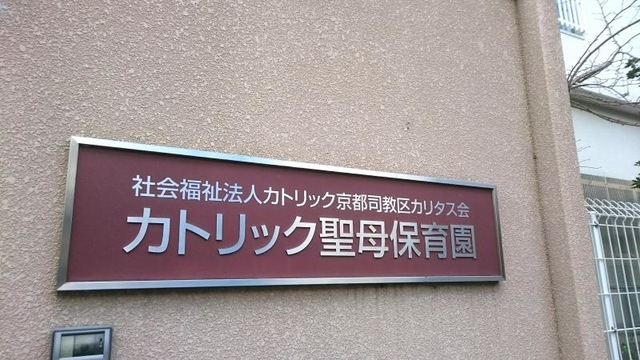 社会福祉法人カトリック京都司教区カリタス会
カトリック聖母保育園